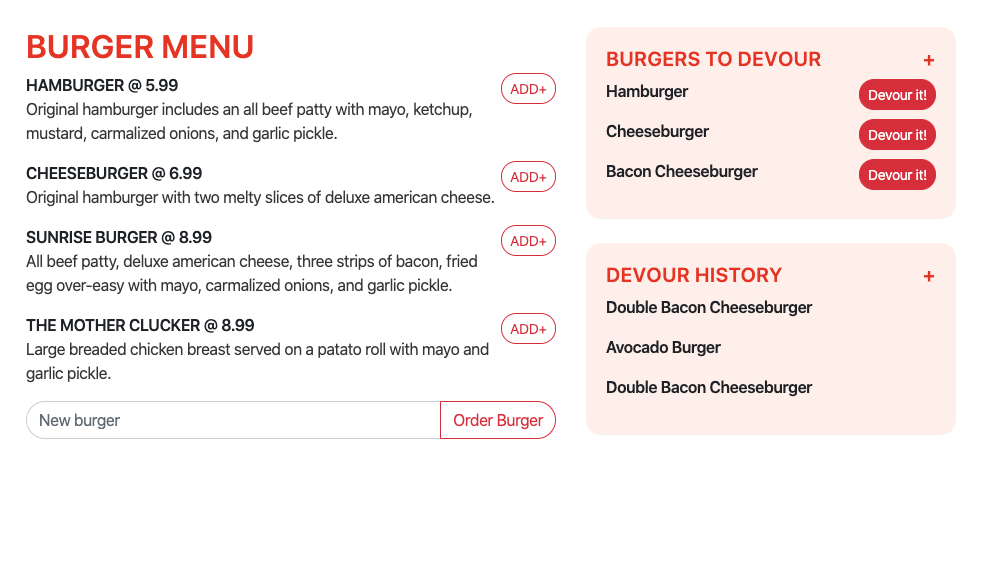 BURGER MENU
HAMBURGER @ 5.99
ADD+
Original hamburger includes an all beef patty with mayo, ketchup,
mustard, carmalized onions, and garlic pickle.
CHEESEBURGER @ 6.99
ADD+
Original hamburger with two melty slices of deluxe american cheese.
SUNRISE BURGER @ 8.99
ADD+
All beef patty, deluxe american cheese, three strips of bacon, fried
egg over-easy with mayo, carmalized onions, and garlic pickle.
THE MOTHER CLUCKER @ 8.99
ADD+
Large breaded chicken breast served on a patato roll with mayo and
garlic pickle.
New burger
Order Burger
BURGERS TO DEVOUR +
Hamburger
Devour it!
Cheeseburger
Devour it!
Bacon Cheeseburger
Devour it!
DEVOUR HISTORY +
Double Bacon Cheeseburger
Avocado Burger
Double Bacon Cheeseburger